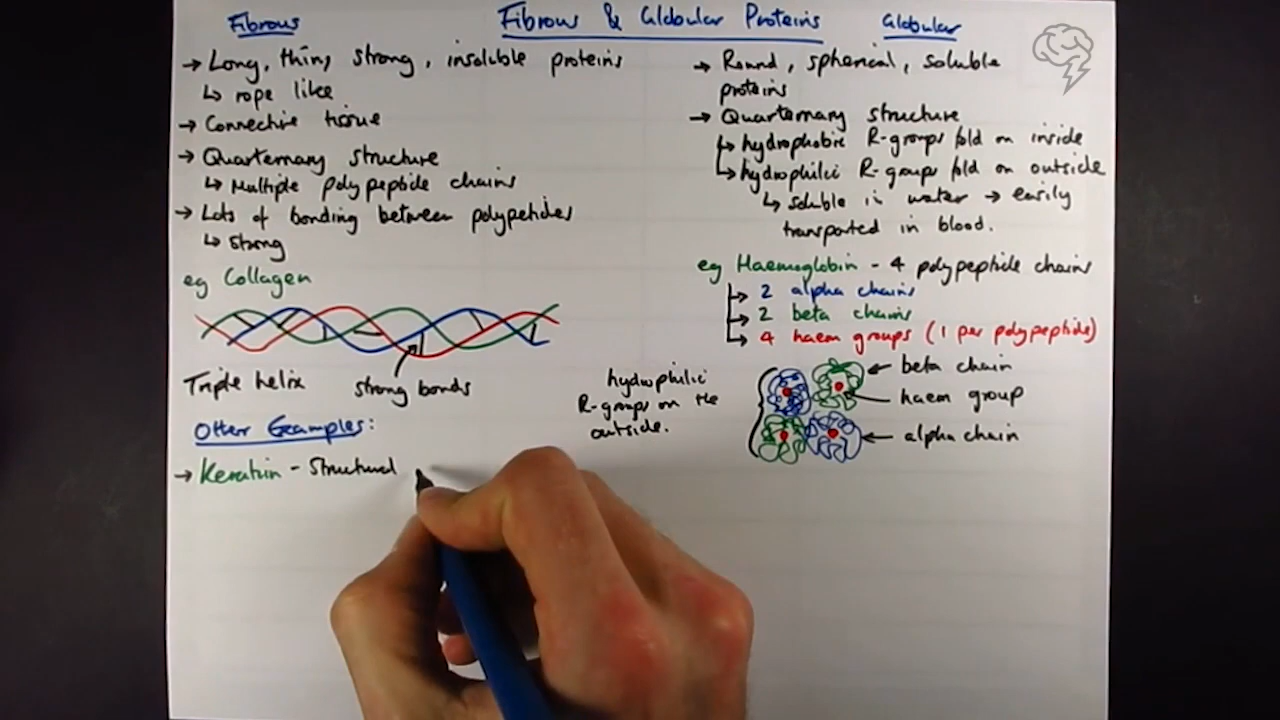 Fibrous & Globular Proteins
Fibrous
→ Long, thin, strong, insoluble proteins
↳ rope like
→ Connective tissue
→ Quarternary structure
↳ Multiple polypeptide chains
→ Lots of bonding between polypetides
↳ strong
eg Collagen
Triple helix
strong bonds
Other Examples:
→ Keratin - Structural
Globular
→ Round, spherical, soluble
proteins
→ Quarternary structure
↳ hydrophobic R-groups fold on inside
↳ hydrophilic R-groups fold on outside
↳ soluble in water → easily
transported in blood.
eg Haemoglobin - 4 polypeptide chains
→ 2 alpha chains
→ 2 beta chains
→ 4 haem groups (1 per polypeptide)
hydrophilic
R-groups on the
outside.
beta chain
haem group
alpha chain